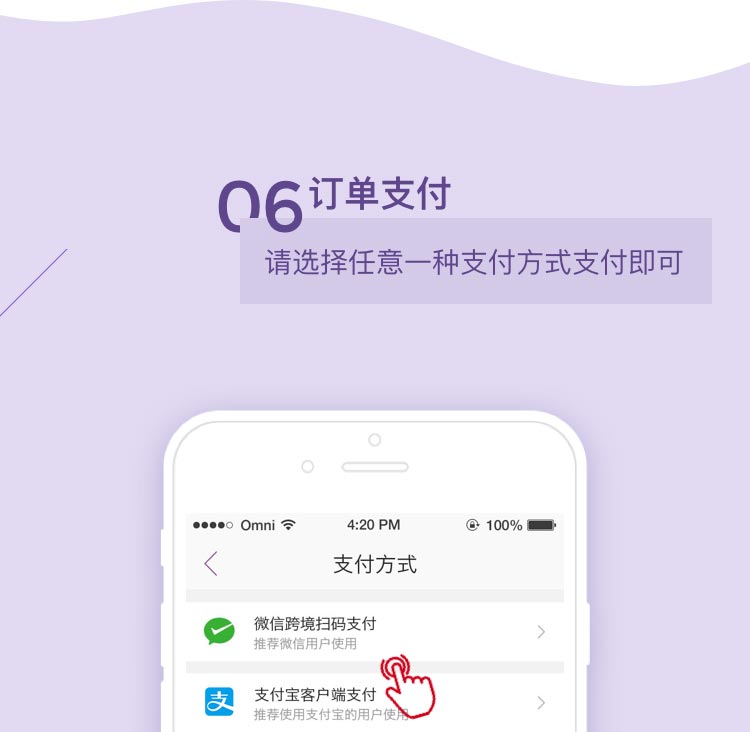 06 订单支付
请选择任意一种支付方式支付即可
Omni 4:20 PM 100%
支付方式
微信跨境扫码支付
推荐微信用户使用
支
支付宝客户端支付
推荐使用支付宝的用户使用